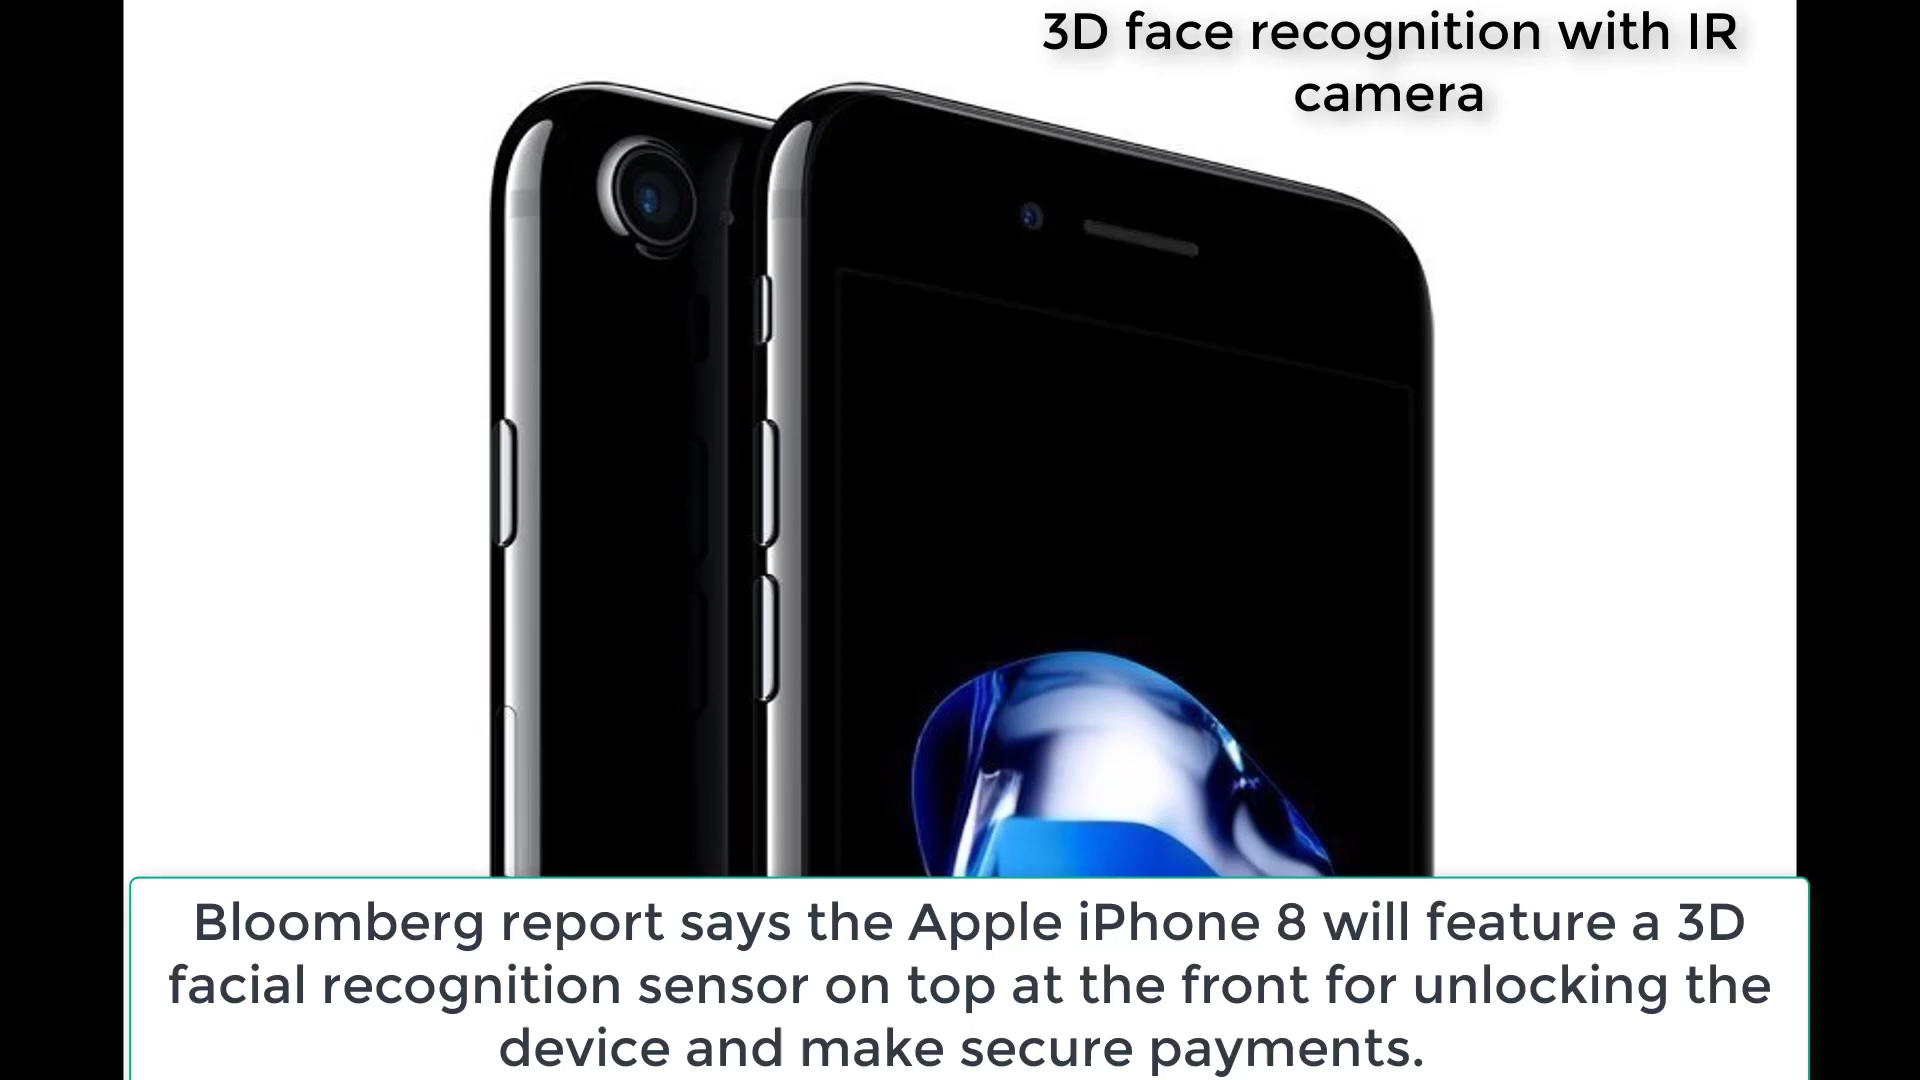 3D face recognition with IR
camera
Bloomberg report says the Apple iPhone 8 will feature a 3D
facial recognition sensor on top at the front for unlocking the
device and make secure payments.